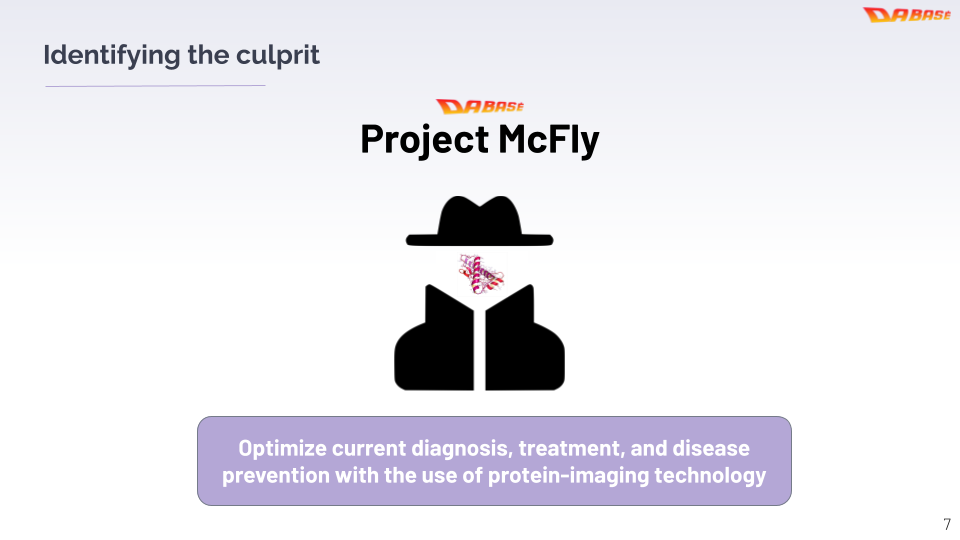 DABASE
Identifying the culprit
DABASE
Project McFly
Optimize current diagnosis, treatment, and disease
prevention with the use of protein-imaging technology
7